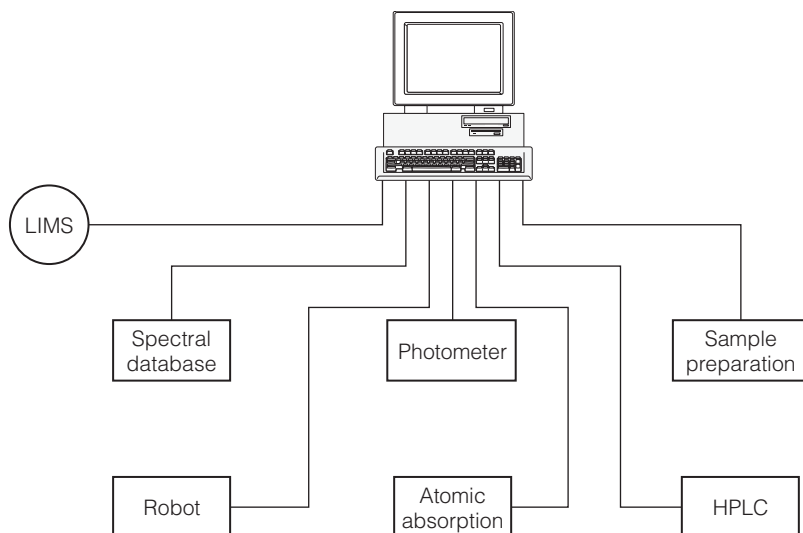 LIMS
Spectral
database
Photometer
Sample
preparation
Robot
Atomic
absorption
HPLC